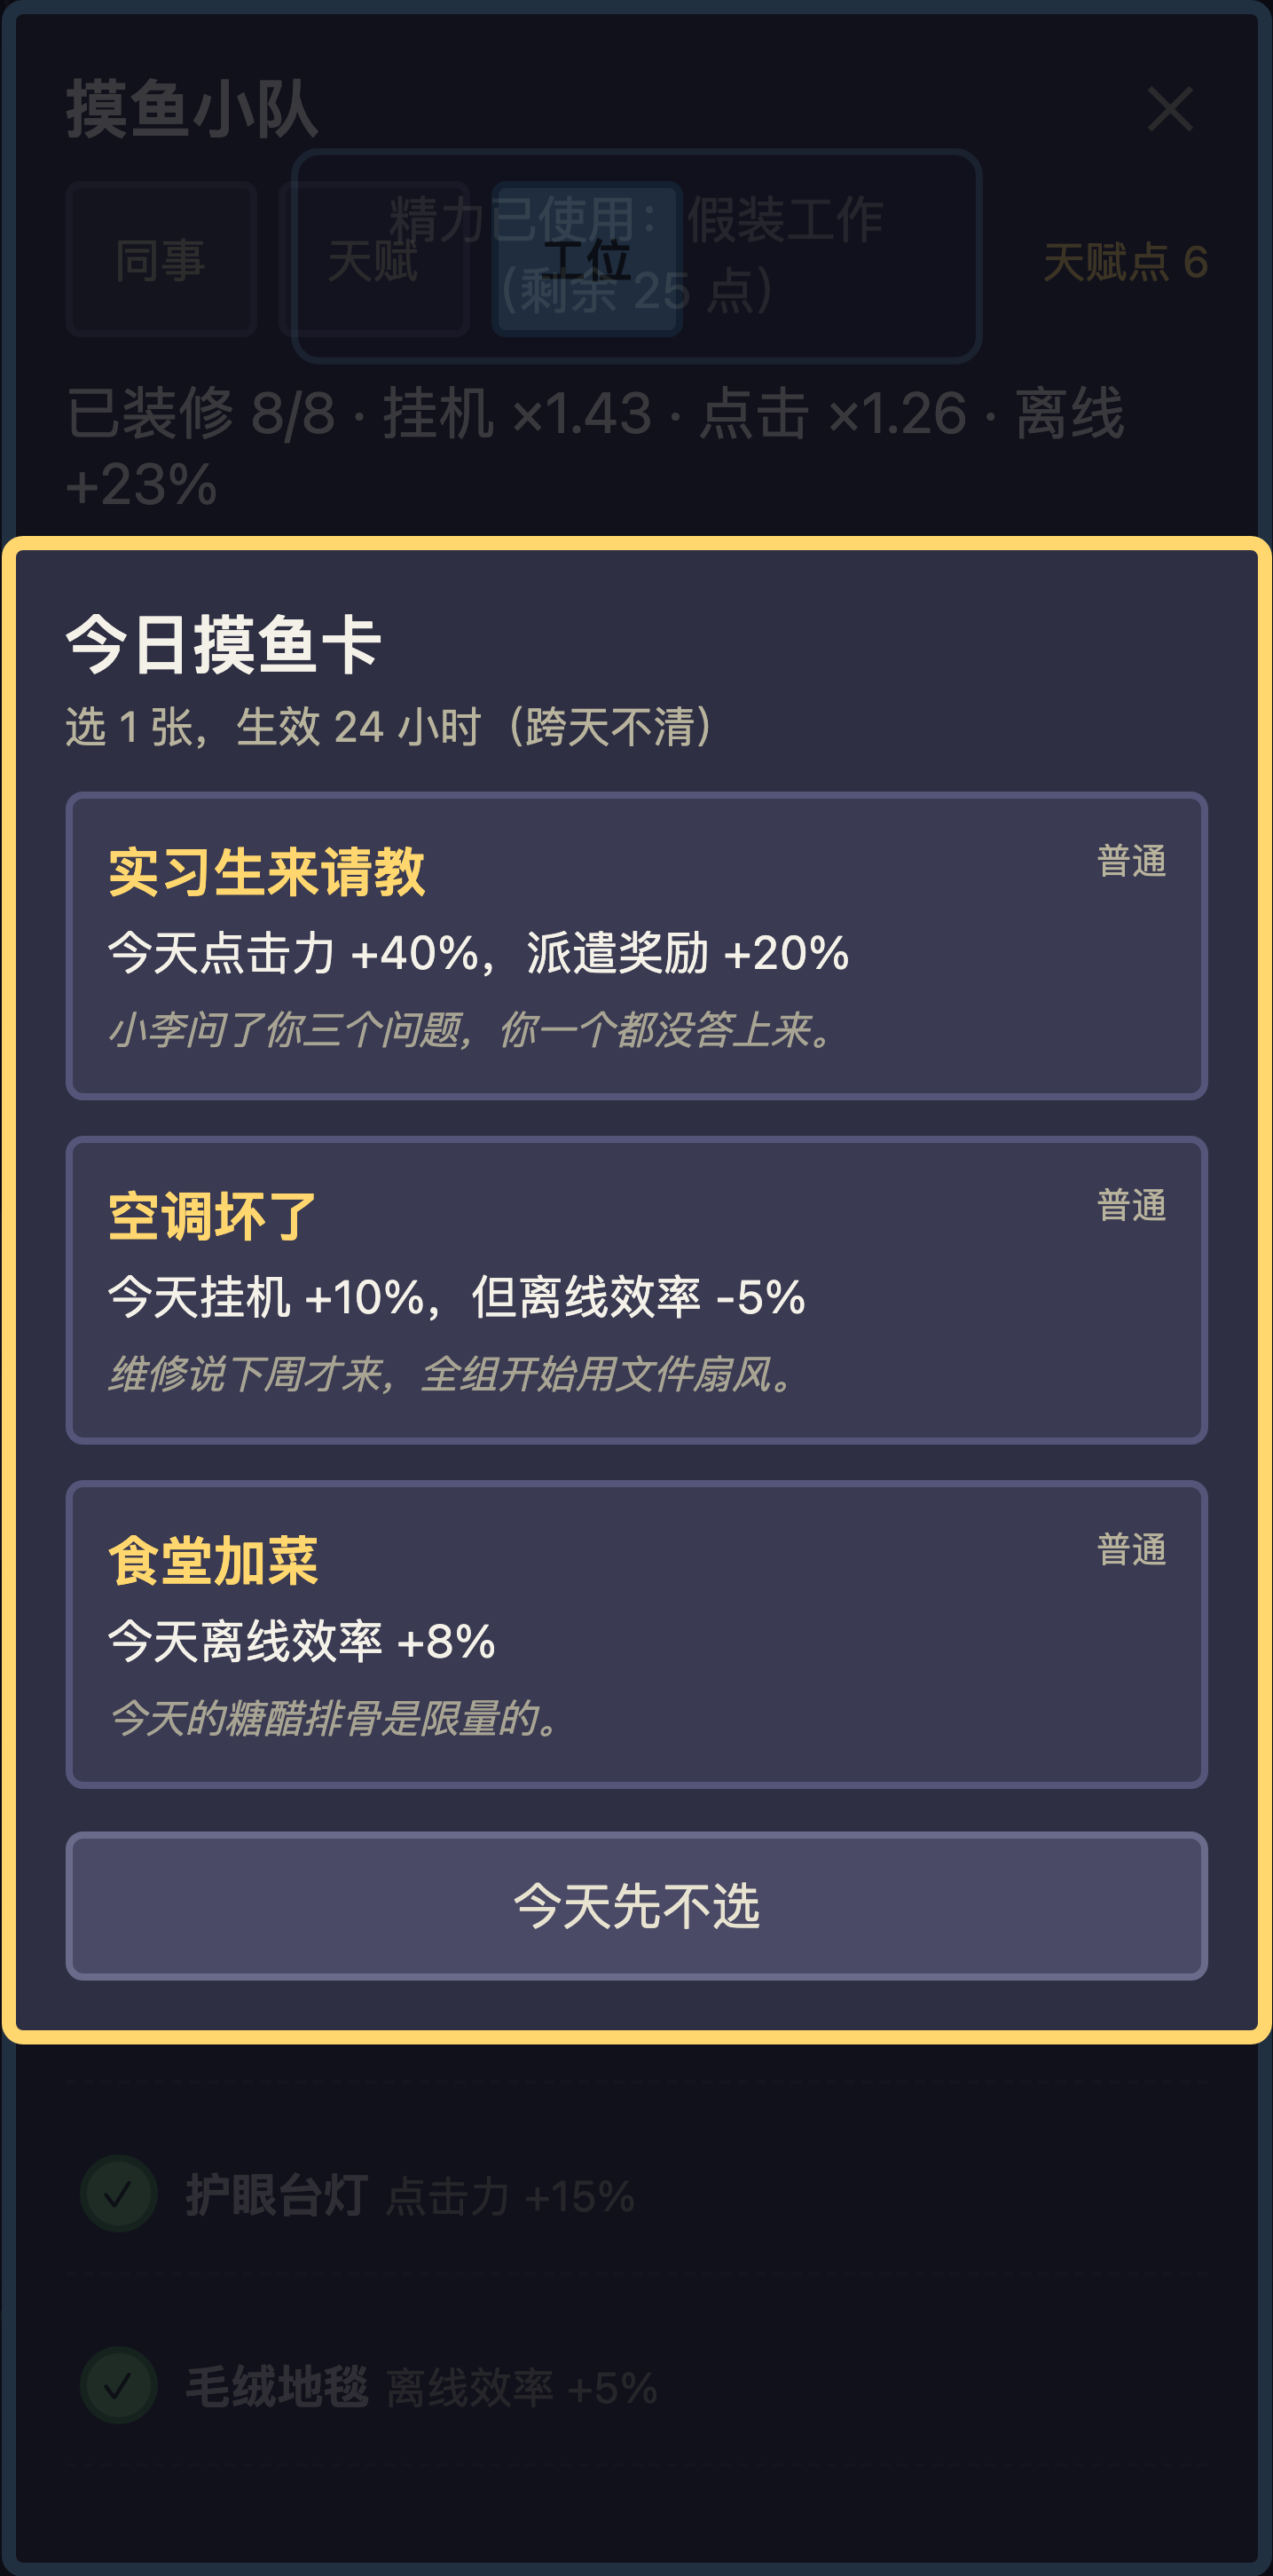 摸鱼小队
精力已使用：假装工作
（剩余 25 点）
同事
天赋
工位
天赋点 6
已装修 8/8 · 挂机 ×1.43 · 点击 ×1.26 · 离线
+23%
今日摸鱼卡
选 1 张，生效 24 小时（跨天不清）
实习生来请教
普通
今天点击力 +40%，派遣奖励 +20%
小李问了你三个问题，你一个都没答上来。
空调坏了
普通
今天挂机 +10%，但离线效率 -5%
维修说下周才来，全组开始用文件扇风。
食堂加菜
普通
今天离线效率 +8%
今天的糖醋排骨是限量的。
今天先不选
护眼台灯 点击力 +15%
毛绒地毯 离线效率 +5%